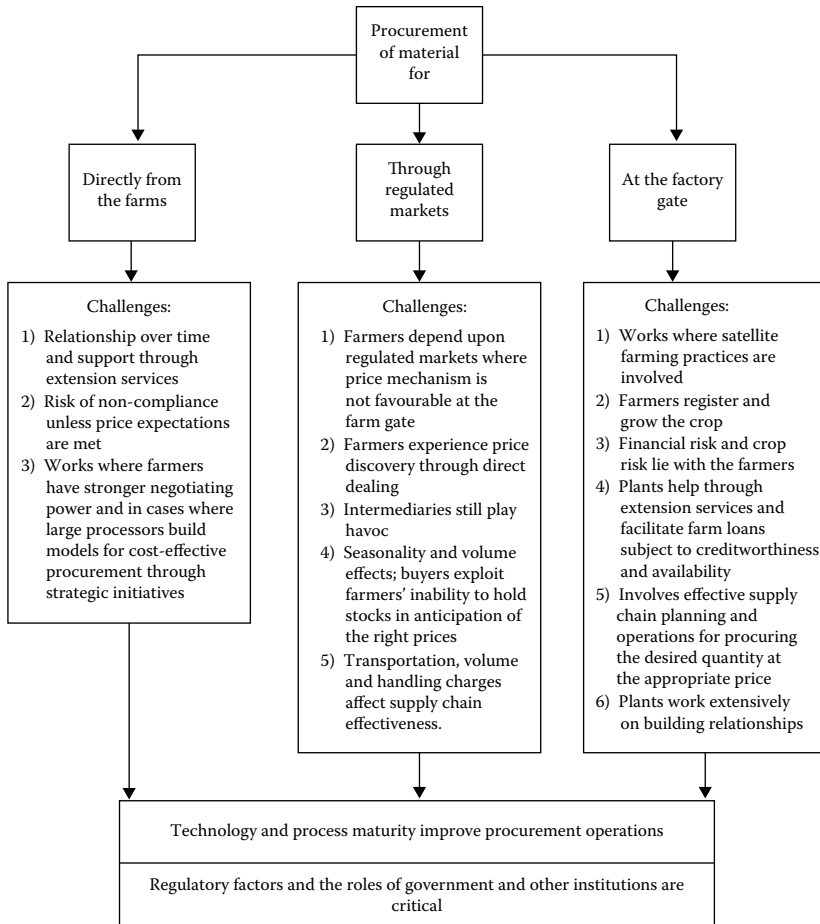 Procurement
of material
for
Directly from
the farms
Through
regulated
markets
At the factory
gate
Challenges:
1) Relationship over time
and support through
extension services
2) Risk of non-compliance
unless price expectations
are met
3) Works where farmers
have stronger negotiating
power and in cases where
large processors build
models for cost-effective
procurement through
strategic initiatives
Challenges:
1) Farmers depend upon
regulated markets where
price mechanism is
not favourable at the
farm gate
2) Farmers experience price
discovery through direct
dealing
3) Intermediaries still play
havoc
4) Seasonality and volume
effects; buyers exploit
farmers’ inability to hold
stocks in anticipation of
the right prices
5) Transportation, volume
and handling charges
affect supply chain
effectiveness.
Challenges:
1) Works where satellite
farming practices are
involved
2) Farmers register and
grow the crop
3) Financial risk and crop
risk lie with the farmers
4) Plants help through
extension services and
facilitate farm loans
subject to creditworthiness
and availability
5) Involves effective supply
chain planning and
operations for procuring
the desired quantity at
the appropriate price
6) Plants work extensively
on building relationships
Technology and process maturity improve procurement operations
Regulatory factors and the roles of government and other institutions are
critical